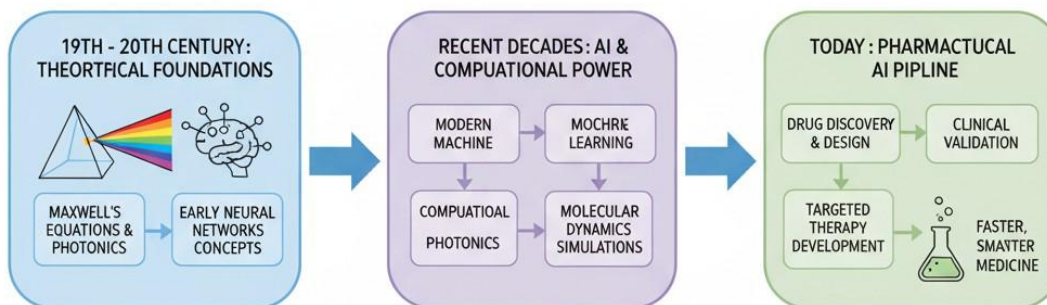 19TH - 20TH CENTURY:
THEORTFICAL FOUNDATIONS
MAXWELL'S
EQUATIONS &
PHOTONICS
EARLY NEURAL
NETWORKS
CONCEPTS
RECENT DECADES: AI &
COMPUATIONAL POWER
MODERN
MACHINE
LEARNING
COMPUATIOAL
PHOTONICS
MOLECULAR
DYNAMICS
SIMULATIONS
TODAY : PHARMACTUCAL
AI PIPLINE
DRUG DISCOVERY
& DESIGN
CLINICAL
VALIDATION
TARGETED
THERAPY
DEVELOPMENT
FASTER,
SMATTER
MEDICINE